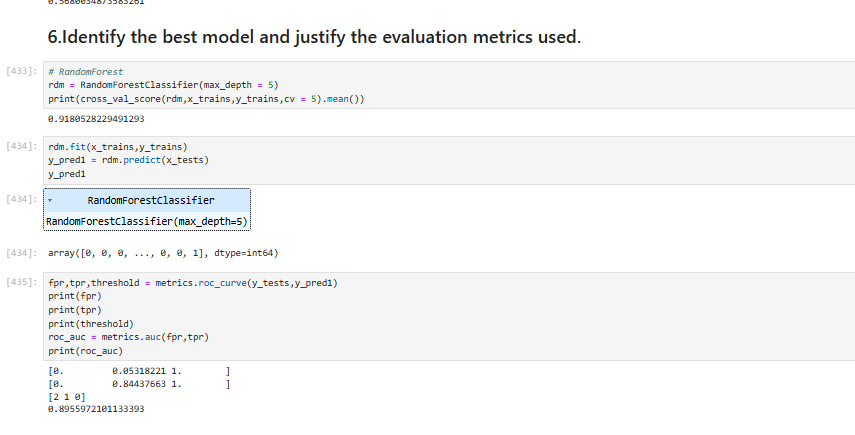 0.5680034873583261
6.Identify the best model and justify the evaluation metrics used.
[433]: # RandomForest
rdm = RandomForestClassifier(max_depth = 5)
print(cross_val_score(rdm,x_trains,y_trains,cv = 5).mean())
0.9180528229491293
[434]: rdm.fit(x_trains,y_trains)
y_pred1 = rdm.predict(x_tests)
y_pred1
[434]: RandomForestClassifier
RandomForestClassifier(max_depth=5)
[434]: array([0, 0, 0, ..., 0, 0, 1], dtype=int64)
[435]: fpr,tpr,threshold = metrics.roc_curve(y_tests,y_pred1)
print(fpr)
print(tpr)
print(threshold)
roc_auc = metrics.auc(fpr,tpr)
print(roc_auc)
[0. 0.05318221 1. ]
[0. 0.84437663 1. ]
[2 1 0]
0.8955972101133393